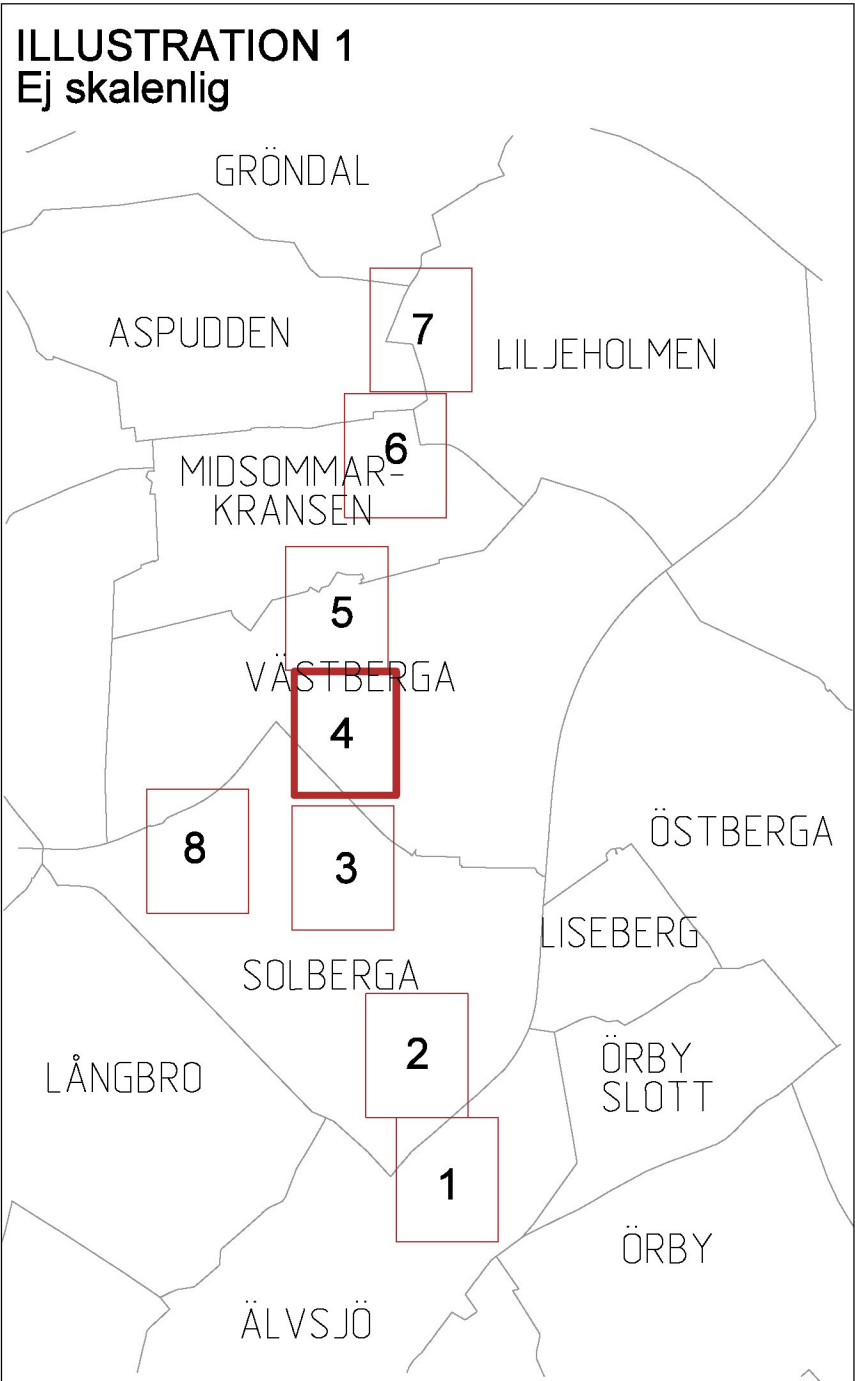 ILLUSTRATION 1
Ej skalenlig
GRÖNDAL
ASPUDDEN
7
LILJEHOLMEN
6
MIDSOMMAR-
KRANSEN
5
VÄSTBERGA
4
8
3
ÖSTBERGA
LISEBERG
SOLBERGA
2
LÅNGBRO
ÖRBY
SLOTT
1
ÖRBY
ÄLVSJÖ